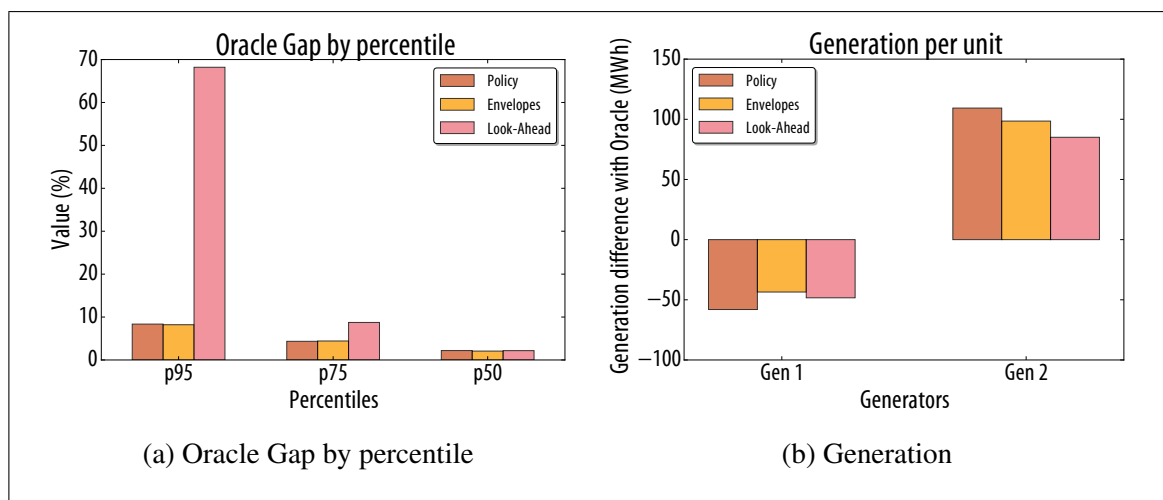 Oracle Gap by percentile
70
60
50
40
30
20
10
0
Value (%)
Policy
Envelopes
Look-Ahead
p95 p75 p50
Percentiles
(a) Oracle Gap by percentile
Generation per unit
150
100
50
0
−50
−100
Generation difference with Oracle (MWh)
Policy
Envelopes
Look-Ahead
Gen 1 Gen 2
Generators
(b) Generation